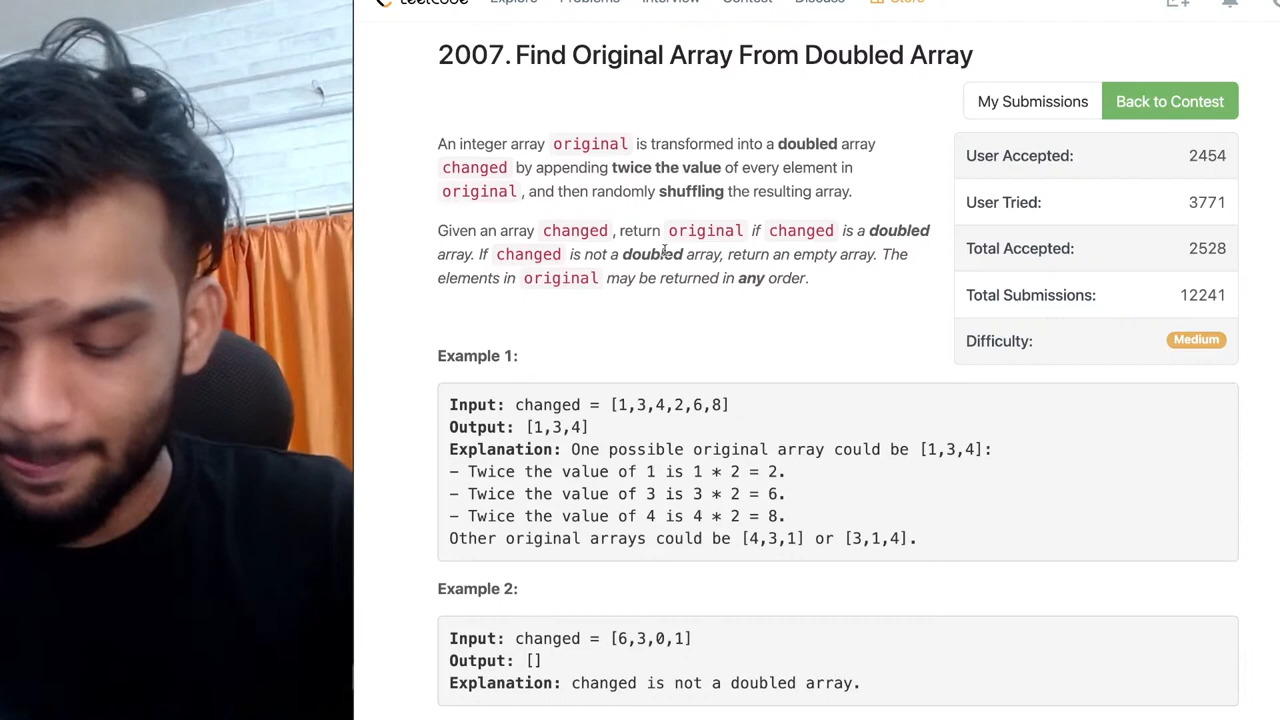 LeetCode Explore Problems Interview Contest Discuss Store
2007. Find Original Array From Doubled Array
My Submissions Back to Contest
An integer array original is transformed into a doubled array
changed by appending twice the value of every element in
original, and then randomly shuffling the resulting array.
Given an array changed, return original if changed is a doubled
array. If changed is not a doubled array, return an empty array. The
elements in original may be returned in any order.
User Accepted: 2454
User Tried: 3771
Total Accepted: 2528
Total Submissions: 12241
Difficulty: Medium
Example 1:
Input: changed = [1,3,4,2,6,8]
Output: [1,3,4]
Explanation: One possible original array could be [1,3,4]:
- Twice the value of 1 is 1 * 2 = 2.
- Twice the value of 3 is 3 * 2 = 6.
- Twice the value of 4 is 4 * 2 = 8.
Other original arrays could be [4,3,1] or [3,1,4].
Example 2:
Input: changed = [6,3,0,1]
Output: []
Explanation: changed is not a doubled array.